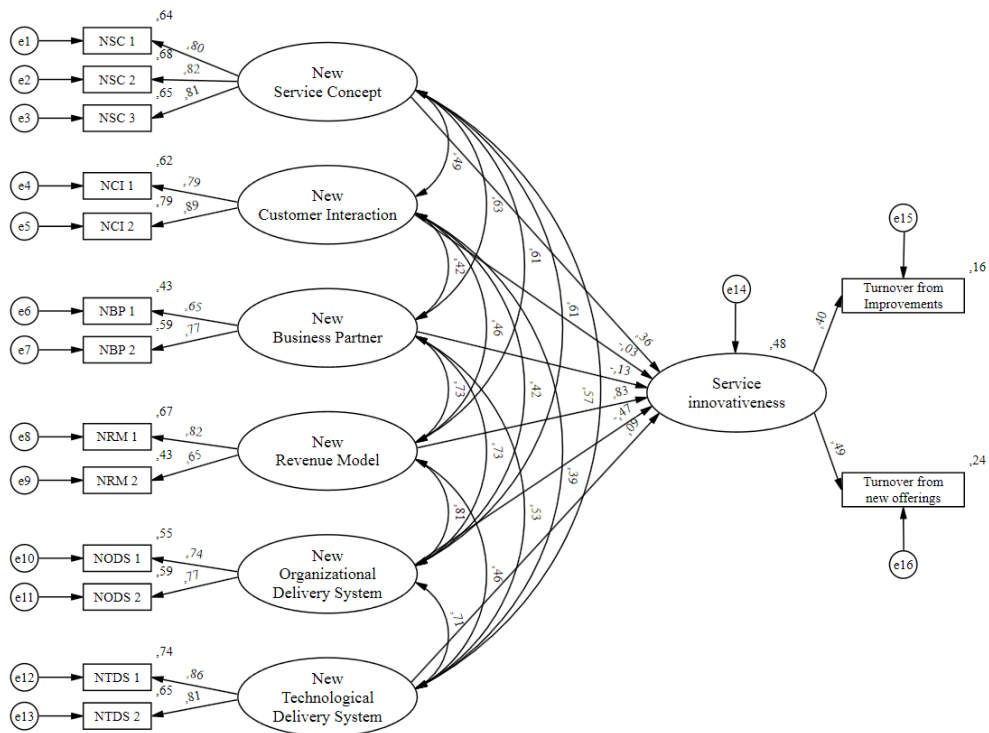 ,64
e1
NSC 1
,80
New
Service Concept
,68
e2
NSC 2
,82
,65
e3
NSC 3
,81
,49
,62
e4
NCI 1
,79
New
Customer Interaction
,79
e5
NCI 2
,89
,63
,42
,61
,43
e6
NBP 1
,65
New
Business Partner
,59
e7
NBP 2
,77
,46
,61
,36
-,03
-,13
,83
-,47
,09
,73
,42
,57
,67
e8
NRM 1
,82
New
Revenue Model
,43
e9
NRM 2
,65
,73
,39
,81
,53
,55
e10
NODS 1
,74
New
Organizational
Delivery System
,59
e11
NODS 2
,77
,46
,71
,74
e12
NTDS 1
,86
New
Technological
Delivery System
,65
e13
NTDS 2
,81
e14
,48
Service
innovativeness
e15
,16
Turnover from
Improvements
,40
,49
,24
Turnover from
new offerings
e16